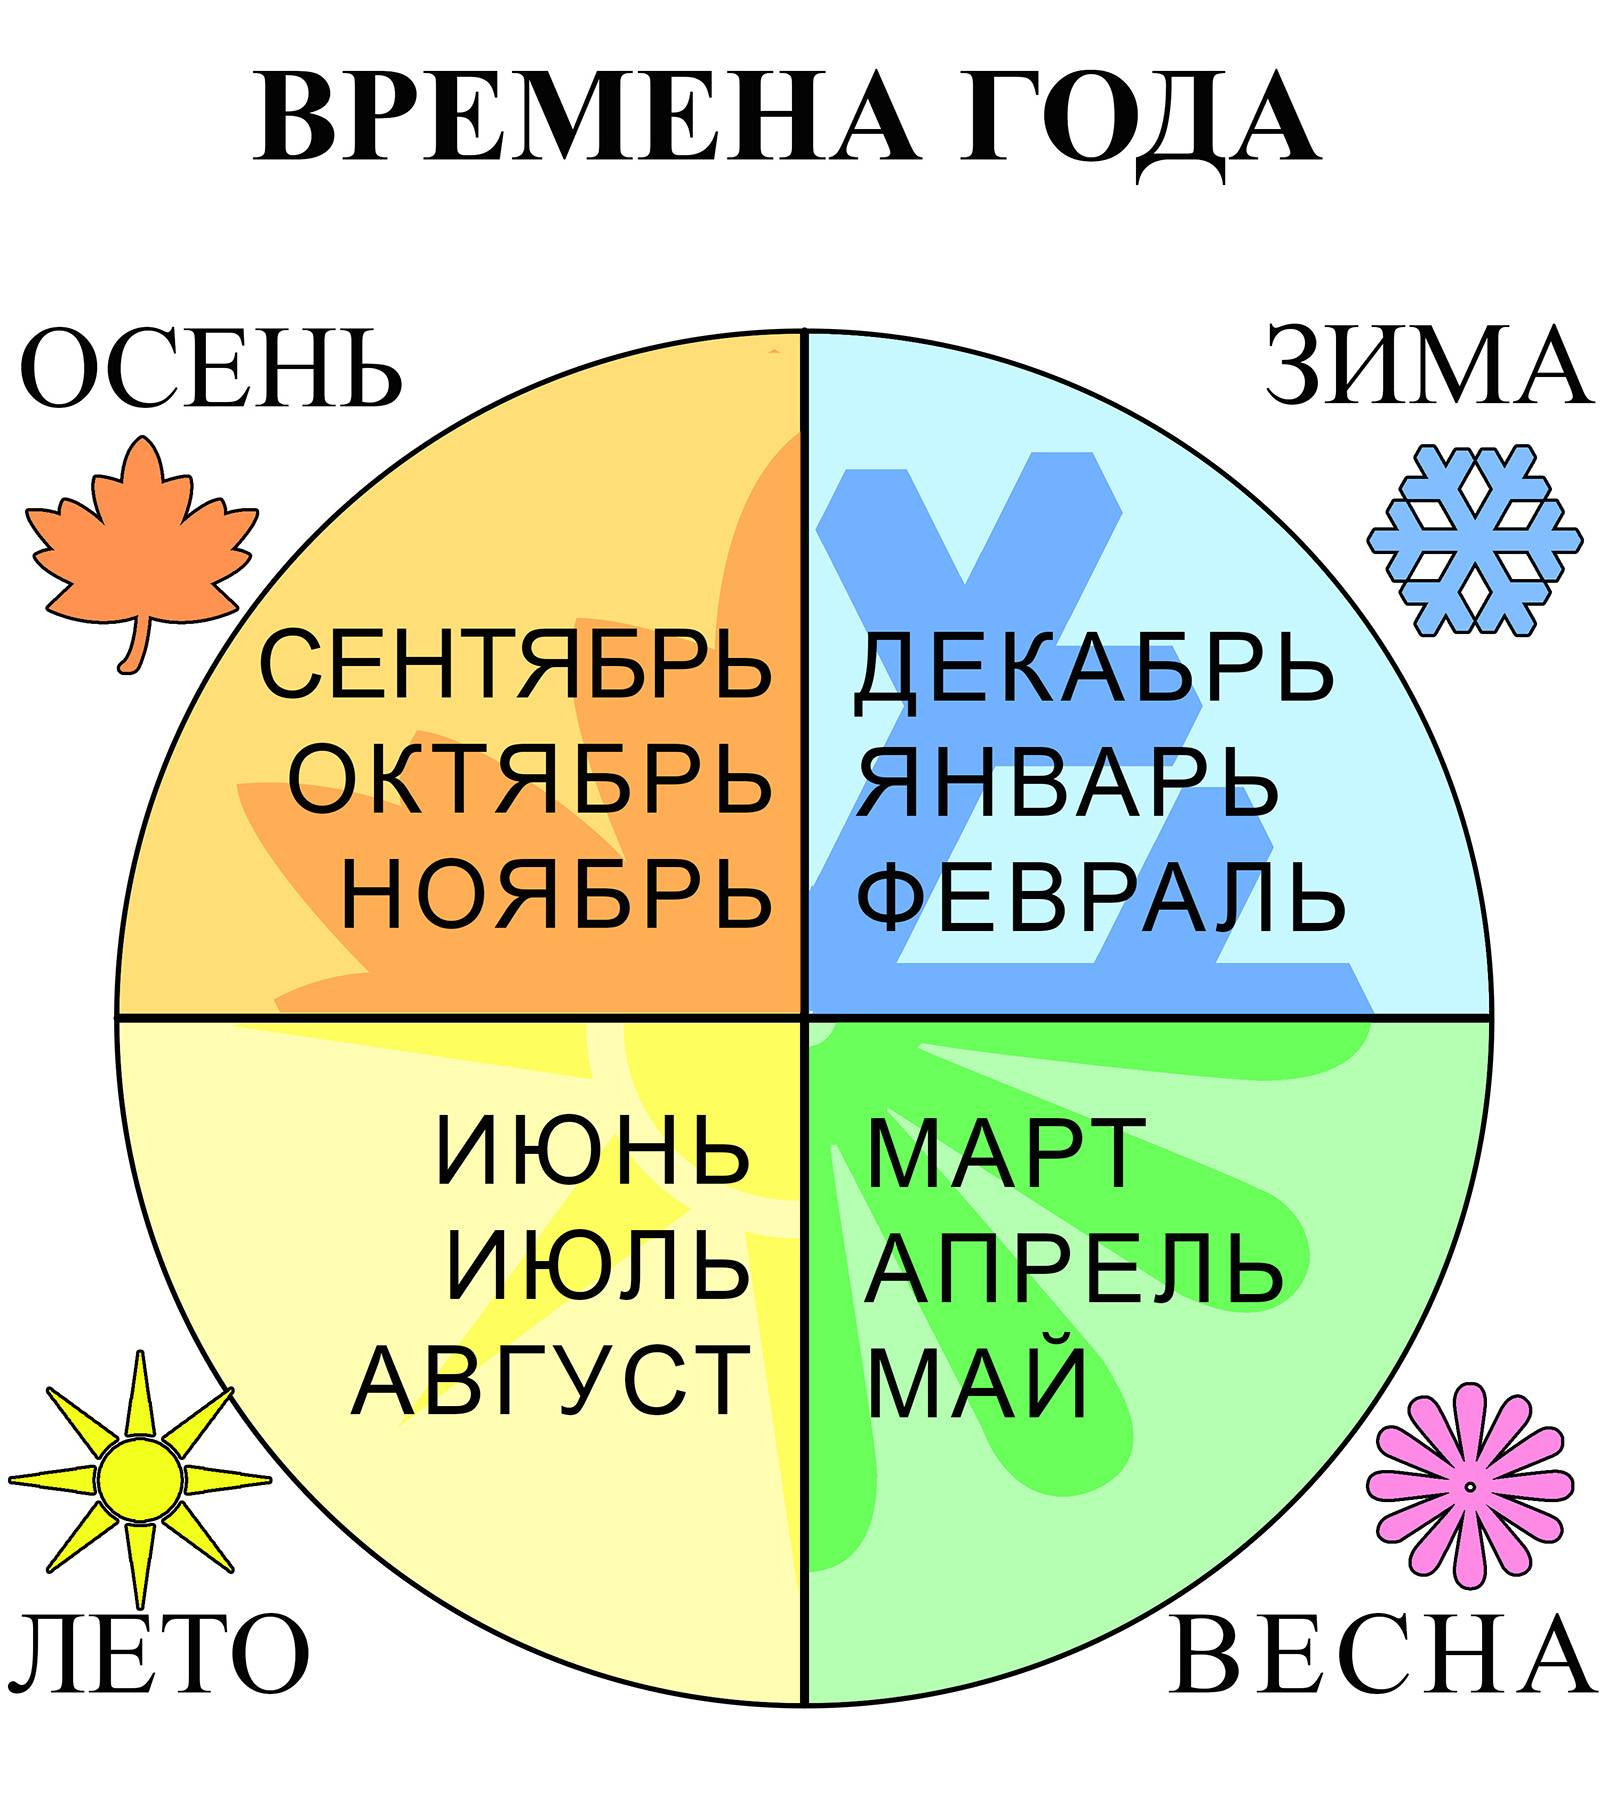 ВРЕМЕНА ГОДА
ОСЕНЬ
ЗИМА
СЕНТЯБРЬ
ОКТЯБРЬ
НОЯБРЬ
ДЕКАБРЬ
ЯНВАРЬ
ФЕВРАЛЬ
ИЮНЬ
ИЮЛЬ
АВГУСТ
МАРТ
АПРЕЛЬ
МАЙ
ЛЕТО
ВЕСНА